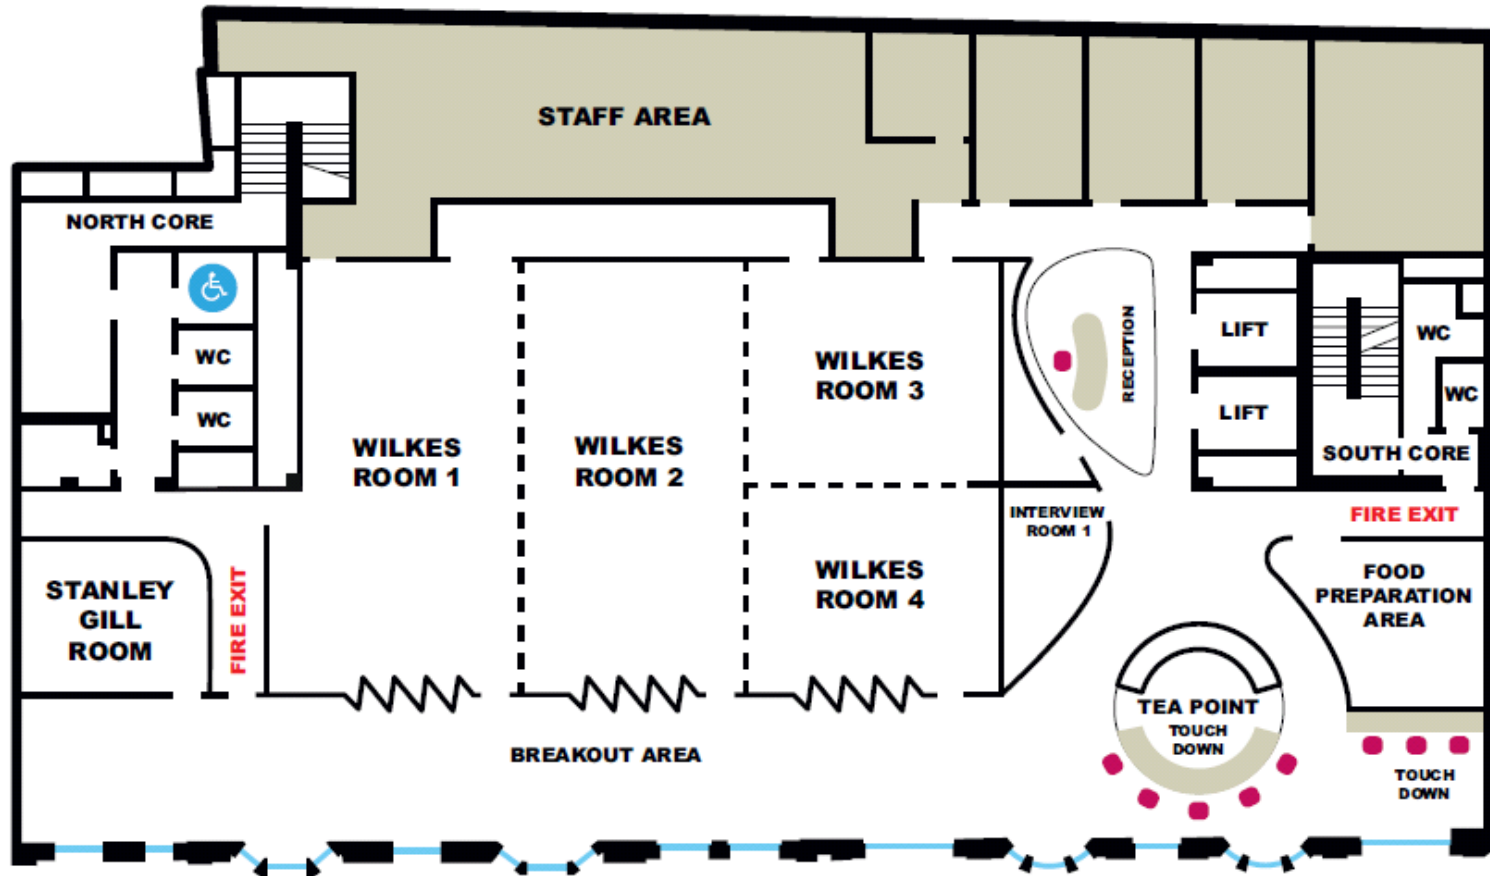 STAFF AREA
NORTH CORE
WC
WC
WILKES
ROOM 1
WILKES
ROOM 2
WILKES
ROOM 3
WILKES
ROOM 4
RECEPTION
LIFT
LIFT
WC
WC
SOUTH CORE
FIRE EXIT
INTERVIEW
ROOM 1
STANLEY
GILL
ROOM
FIRE EXIT
FOOD
PREPARATION
AREA
TEA POINT
TOUCH
DOWN
BREAKOUT AREA
TOUCH
DOWN